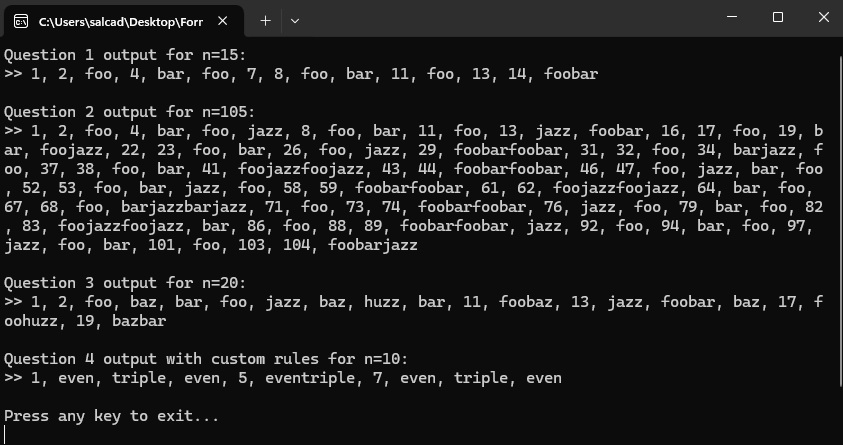 C:\Users\salcad\Desktop\Forr
Question 1 output for n=15:
>> 1, 2, foo, 4, bar, foo, 7, 8, foo, bar, 11, foo, 13, 14, foobar
Question 2 output for n=105:
>> 1, 2, foo, 4, bar, foo, jazz, 8, foo, bar, 11, foo, 13, jazz, foobar, 16, 17, foo, 19, b
ar, foojazz, 22, 23, foo, bar, 26, foo, jazz, 29, foobarfoobar, 31, 32, foo, 34, barjazz, f
oo, 37, 38, foo, bar, 41, foojazzfoojazz, 43, 44, foobarfoobar, 46, 47, foo, jazz, bar, foo
, 52, 53, foo, bar, jazz, foo, 58, 59, foobarfoobar, 61, 62, foojazzfoojazz, 64, bar, foo,
67, 68, foo, barjazzbarjazz, 71, foo, 73, 74, foobarfoobar, 76, jazz, foo, 79, bar, foo, 82
, 83, foojazzfoojazz, bar, 86, foo, 88, 89, foobarfoobar, jazz, 92, foo, 94, bar, foo, 97,
jazz, foo, bar, 101, foo, 103, 104, foobarjazz
Question 3 output for n=20:
>> 1, 2, foo, baz, bar, foo, jazz, baz, huzz, bar, 11, foobaz, 13, jazz, foobar, baz, 17, f
oohuzz, 19, bazbar
Question 4 output with custom rules for n=10:
>> 1, even, triple, even, 5, eventriple, 7, even, triple, even
Press any key to exit...